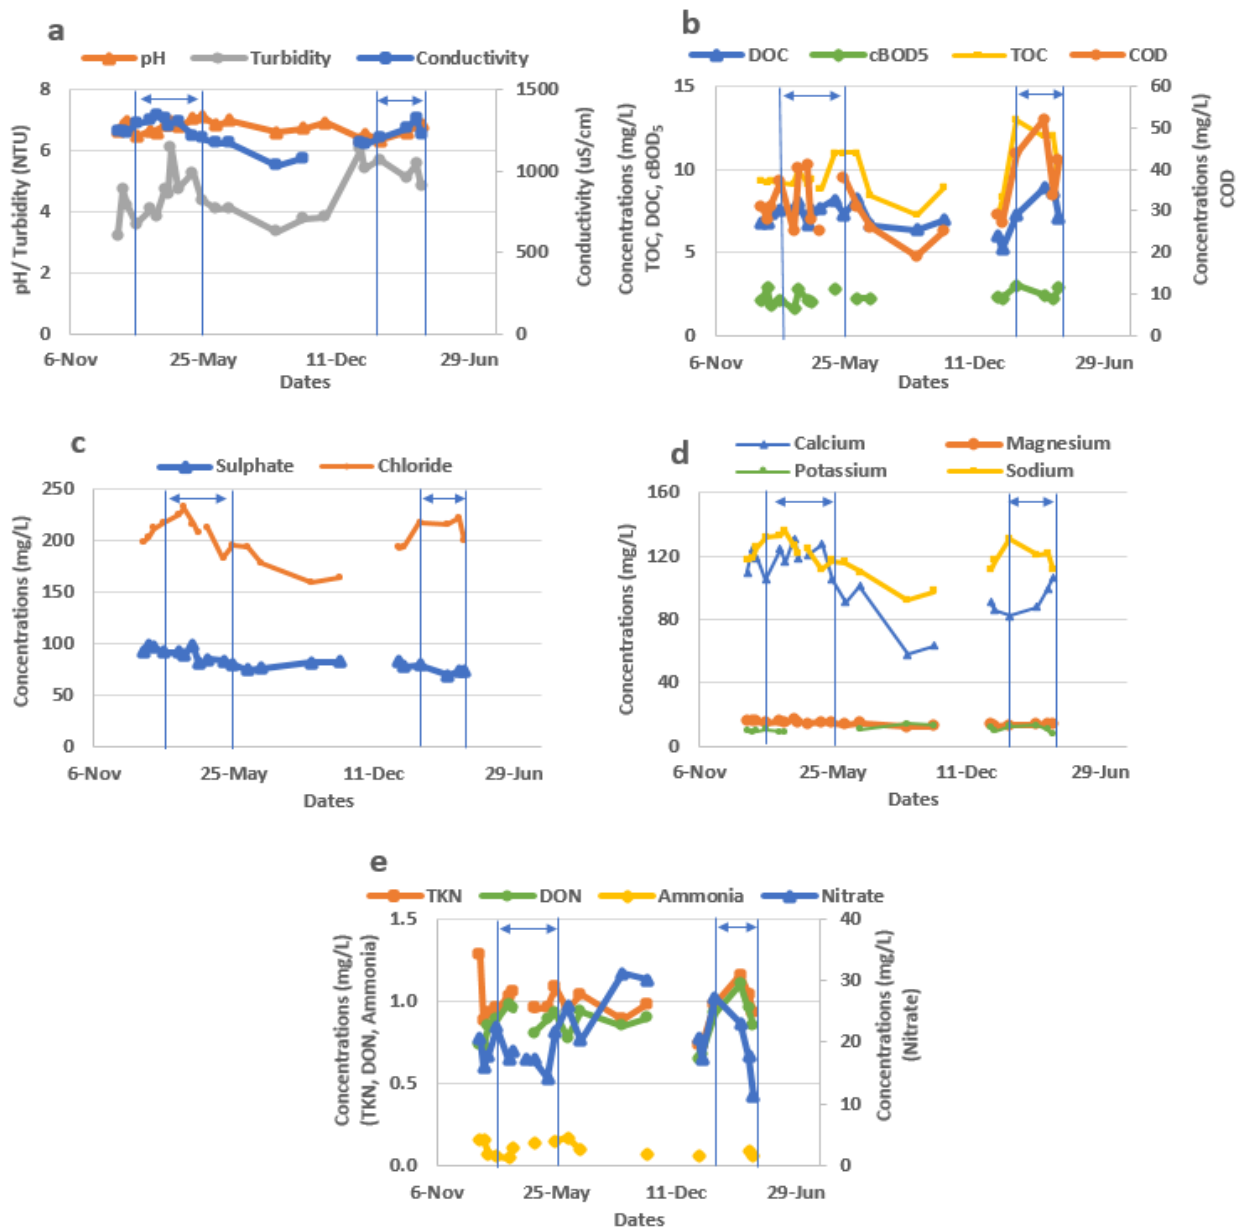 a
pH Turbidity Conductivity
8
6
4
2
0
1500
1000
500
0
pH/ Turbidity (NTU)
Conductivity (uS/cm)
6-Nov 25-May 11-Dec 29-Jun
Dates
b
DOC cBOD5 TOC COD
15
10
5
0
60
50
40
30
20
10
0
Concentrations (mg/L)
TOC, DOC, cBOD5
Concentrations (mg/L)
COD
6-Nov 25-May 11-Dec 29-Jun
Dates
c
Sulphate Chloride
250
200
150
100
50
0
Concentrations (mg/L)
6-Nov 25-May 11-Dec 29-Jun
Dates
d
Calcium Magnesium
Potassium Sodium
160
120
80
40
0
Concentrations (mg/L)
6-Nov 25-May 11-Dec 29-Jun
Dates
e
TKN DON Ammonia Nitrate
1.5
1.0
0.5
0.0
40
30
20
10
0
Concentrations (mg/L)
(TKN, DON, Ammonia)
Concentrations (mg/L)
(Nitrate)
6-Nov 25-May 11-Dec 29-Jun
Dates